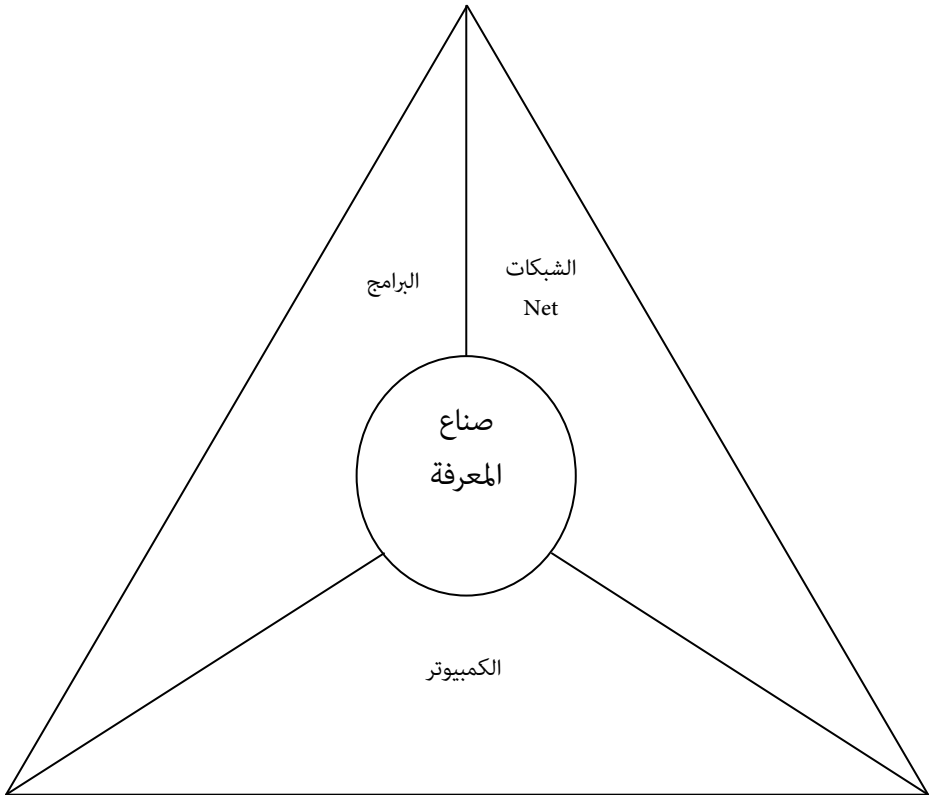 الشبكات
Net
البرامج
صناع
المعرفة
الكمبيوتر